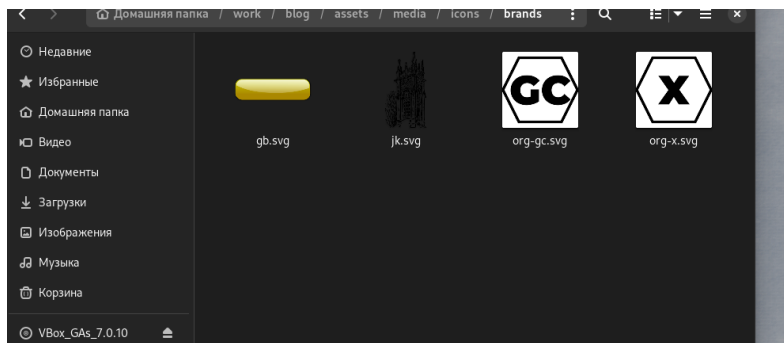 Домашняя папка / work / blog / assets / media / icons / brands
Недавние
Избранные
Домашняя папка
Видео
Документы
Загрузки
Изображения
Музыка
Корзина
VBox_GAs_7.0.10
GC
X
gb.svg
jk.svg
org-gc.svg
org-x.svg